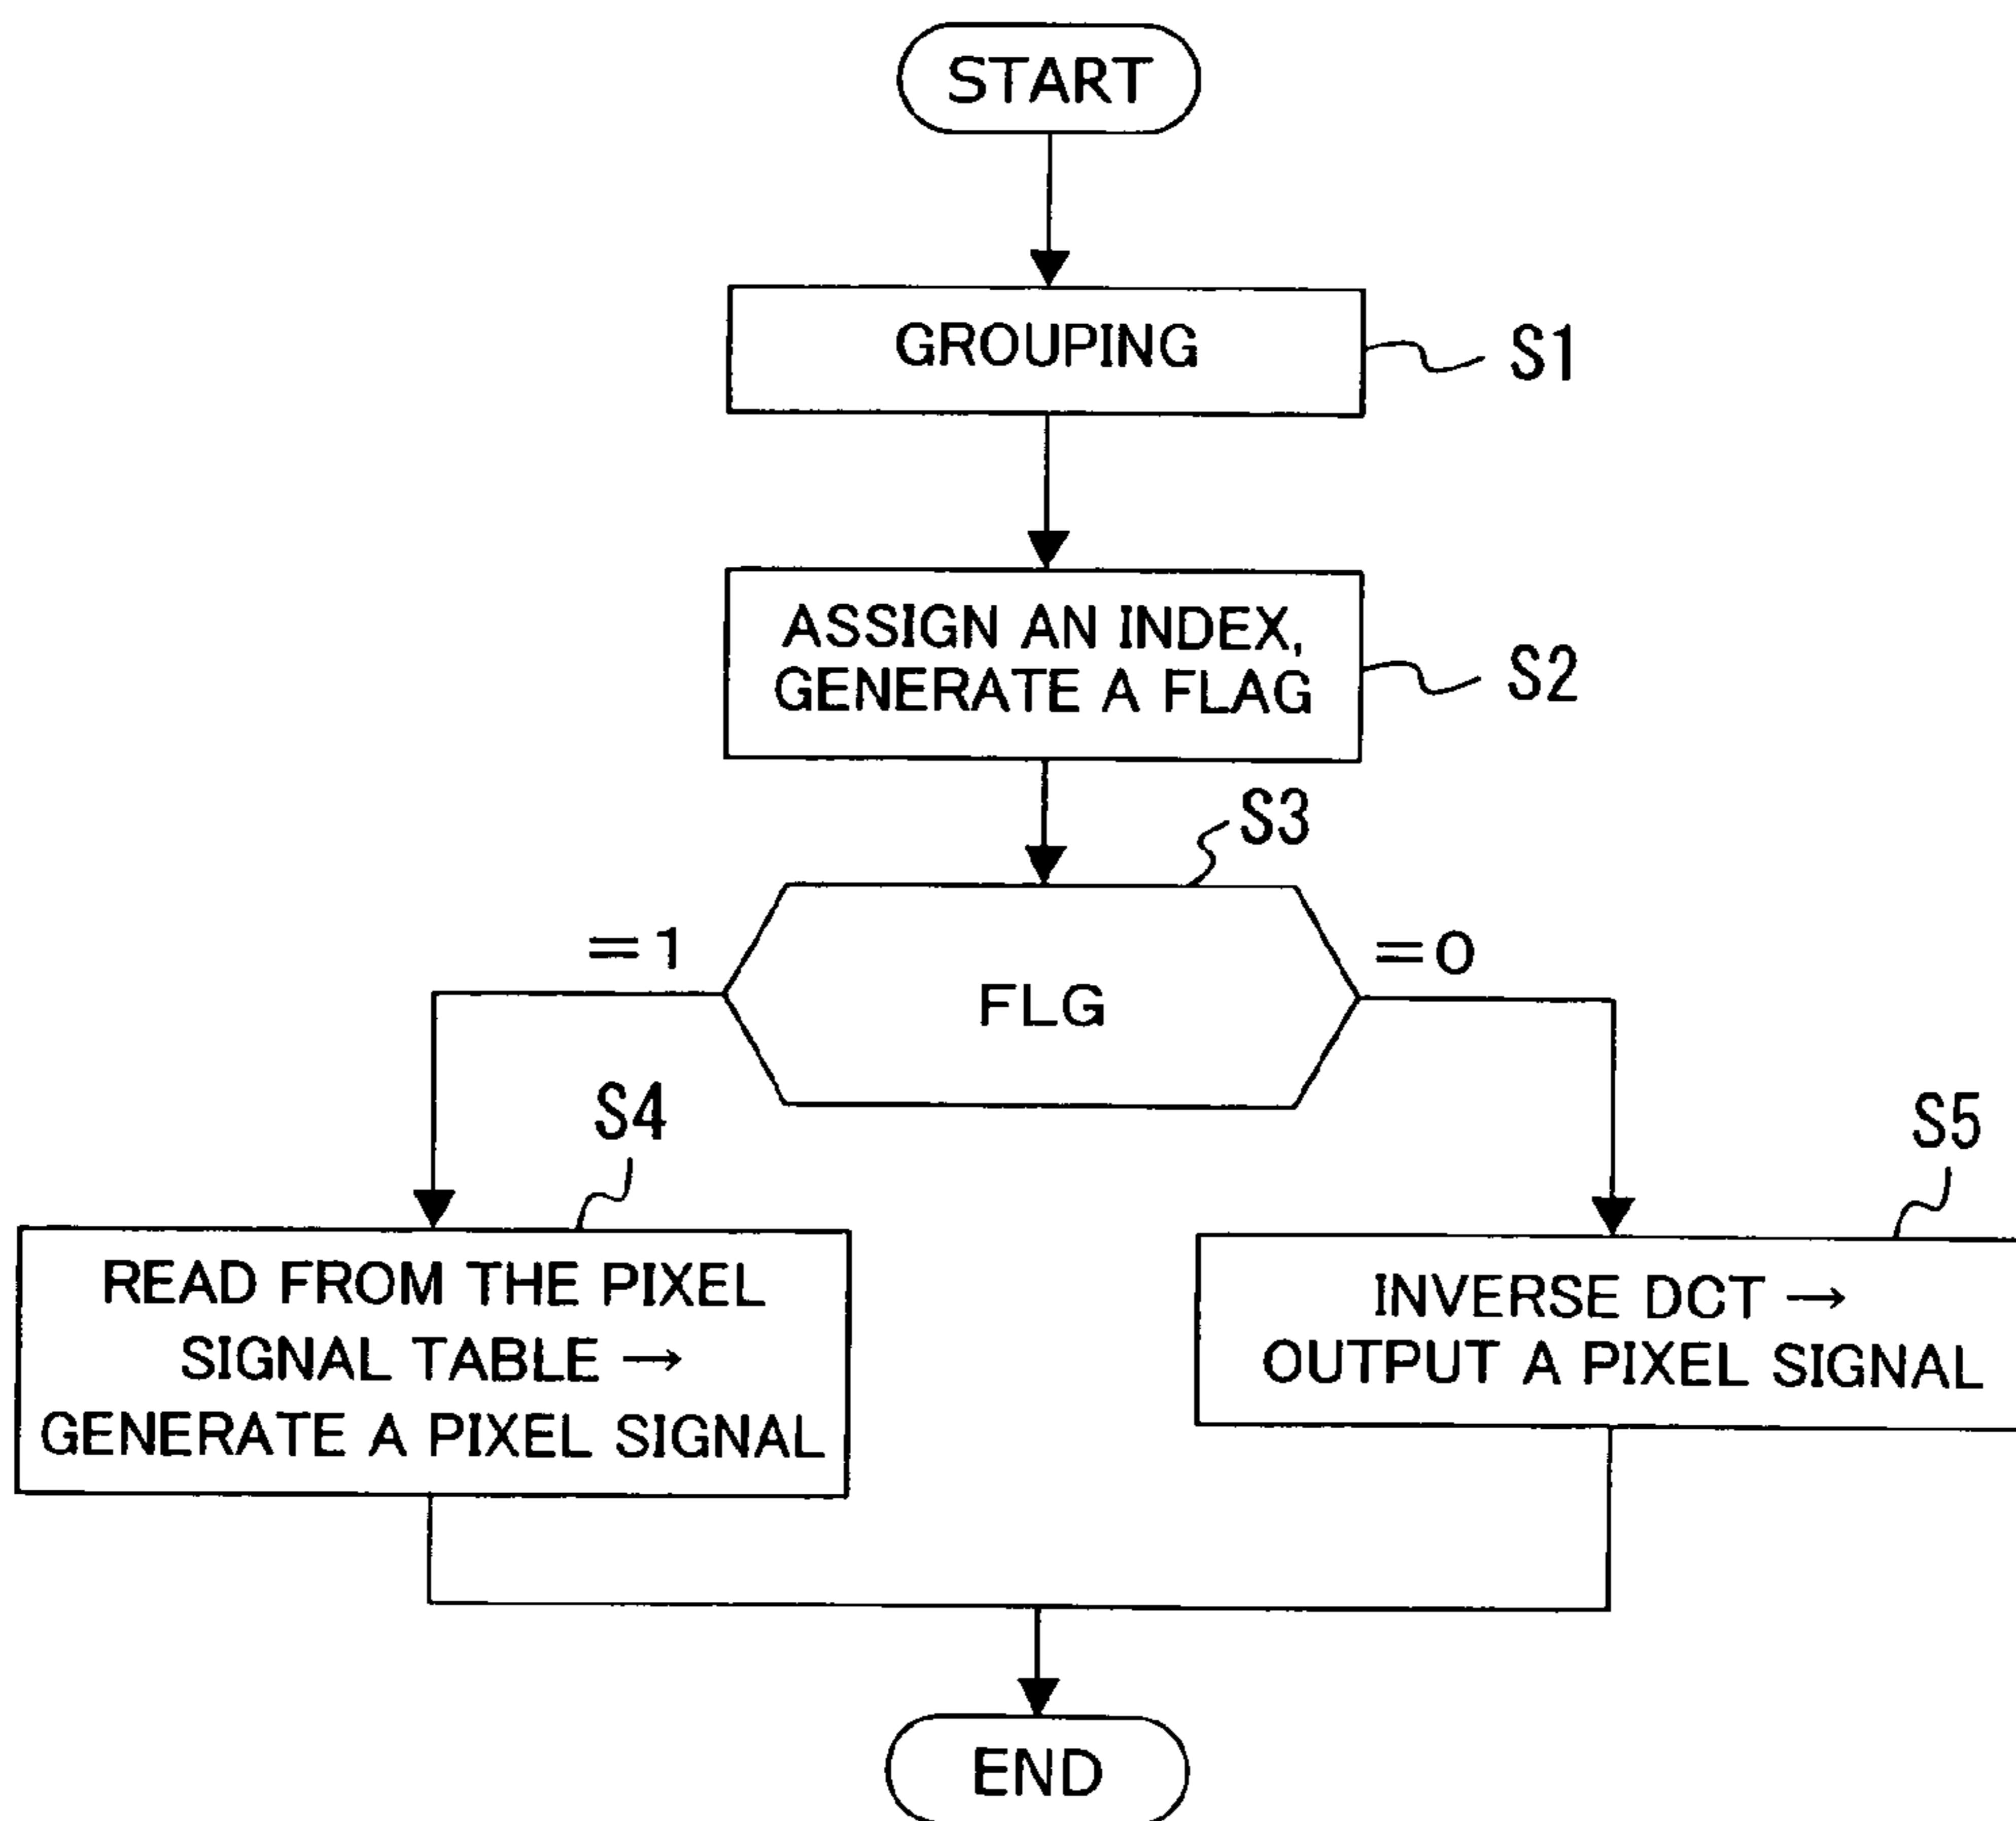 START
GROUPING
S1
ASSIGN AN INDEX,
GENERATE A FLAG
S2
S3
=1
=0
FLG
S4
S5
READ FROM THE PIXEL
SIGNAL TABLE →
GENERATE A PIXEL SIGNAL
INVERSE DCT →
OUTPUT A PIXEL SIGNAL
END